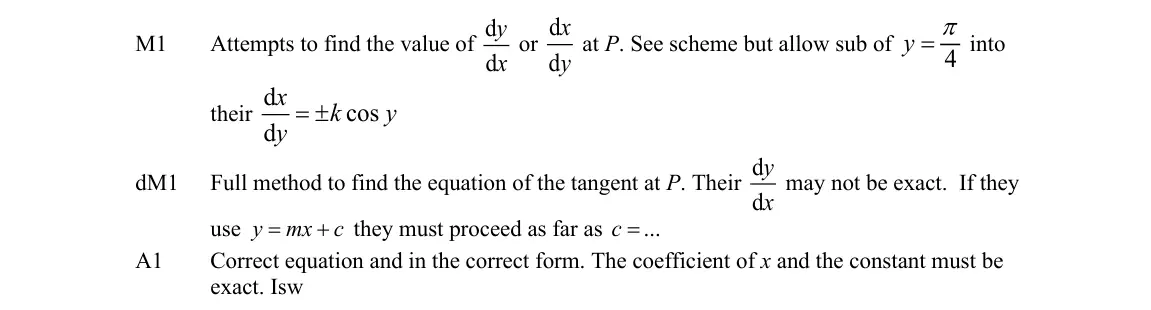 M1 Attempts to find the value of dy/dx or dx/dy at P. See scheme but allow sub of y = π/4 into
their dx/dy = ±k cos y
dM1 Full method to find the equation of the tangent at P. Their dy/dx may not be exact. If they
use y = mx + c they must proceed as far as c = ...
A1 Correct equation and in the correct form. The coefficient of x and the constant must be
exact. Isw